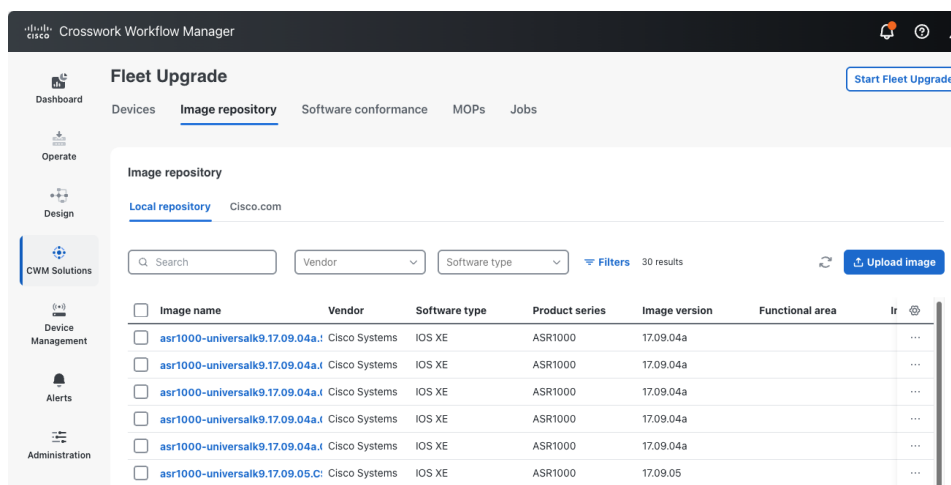 cisco Crosswork Workflow Manager
Fleet Upgrade
Start Fleet Upgrade
Dashboard
Devices Image repository Software conformance MOPs Jobs
Operate
Image repository
Design
Local repository Cisco.com
CWM Solutions
Search Vendor Software type Filters 30 results Upload image
Image name Vendor Software type Product series Image version Functional area
Device Management
asr1000-universalk9.17.09.04a. Cisco Systems IOS XE ASR1000 17.09.04a ...
asr1000-universalk9.17.09.04a. Cisco Systems IOS XE ASR1000 17.09.04a ...
Alerts
asr1000-universalk9.17.09.04a. Cisco Systems IOS XE ASR1000 17.09.04a ...
asr1000-universalk9.17.09.04a. Cisco Systems IOS XE ASR1000 17.09.04a ...
asr1000-universalk9.17.09.04a. Cisco Systems IOS XE ASR1000 17.09.04a ...
Administration
asr1000-universalk9.17.09.05.C Cisco Systems IOS XE ASR1000 17.09.05 ...